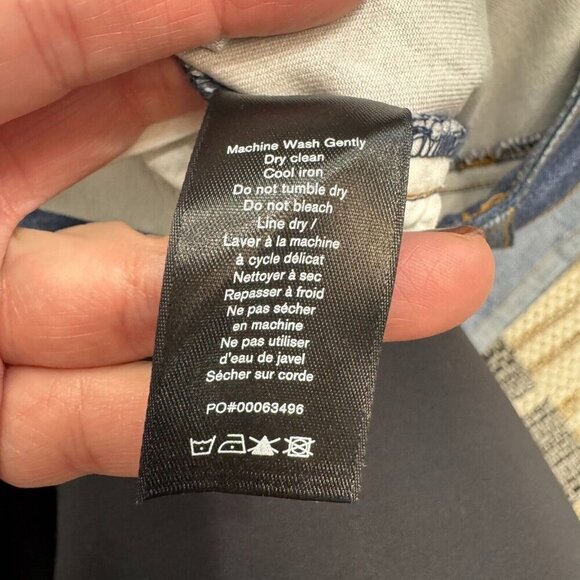 Machine Wash Gently
Dry clean
Cool iron
Do not tumble dry
Do not bleach
Line dry /
Laver à la machine
à cycle délicat
Nettoyer à sec
Repasser à froid
Ne pas sécher
en machine
Ne pas utiliser
d'eau de javel
Sécher sur corde
PO#00063496